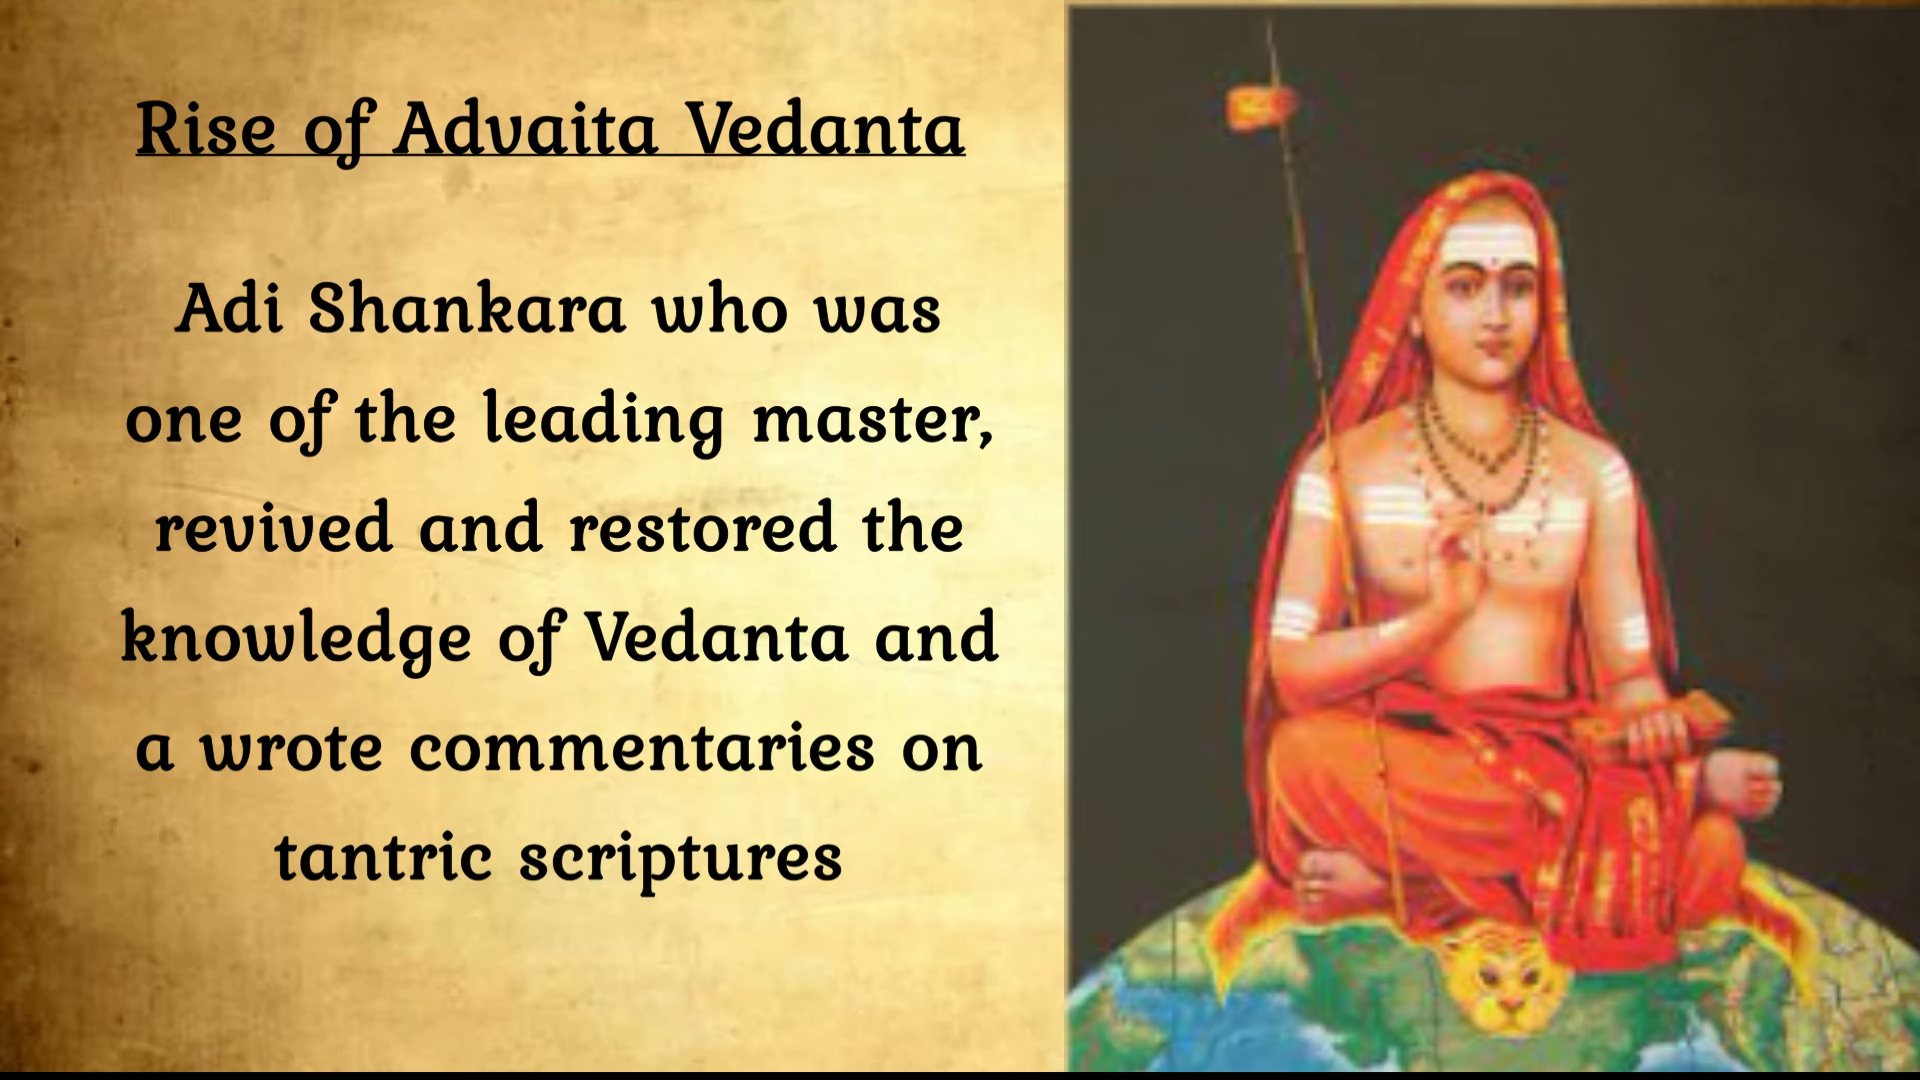 Rise of Advaita Vedanta
Adi Shankara who was
one of the leading master,
revived and restored the
knowledge of Vedanta and
a wrote commentaries on
tantric scriptures